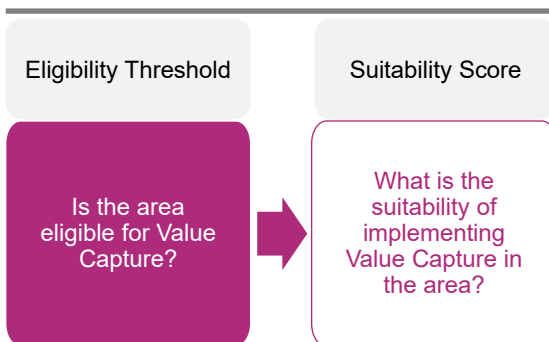 Eligibility Threshold
Suitability Score
Is the area
eligible for Value
Capture?
What is the
suitability of
implementing
Value Capture in
the area?